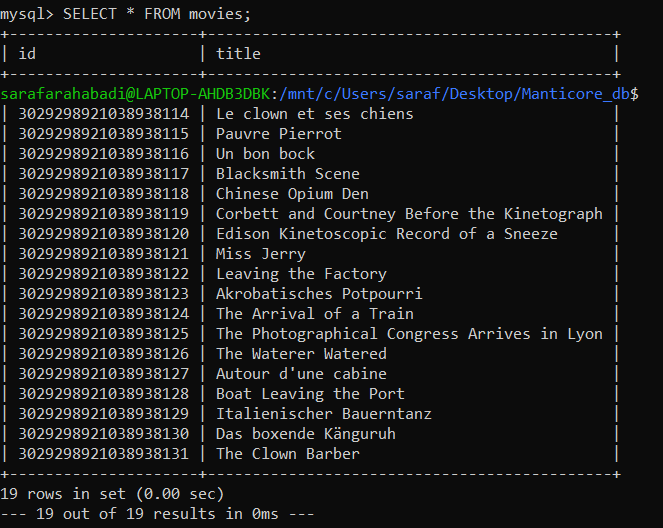 mysql> SELECT * FROM movies;
+---------------------+------------------------------------------+
| id                  | title                                    |
+---------------------+------------------------------------------+
sarafarahabadi@LAPTOP-AHDB3DBK:/mnt/c/Users/saraf/Desktop/Manticore_db$
| 3029298921038938114 | Le clown et ses chiens                   |
| 3029298921038938115 | Pauvre Pierrot                           |
| 3029298921038938116 | Un bon bock                              |
| 3029298921038938117 | Blacksmith Scene                         |
| 3029298921038938118 | Chinese Opium Den                        |
| 3029298921038938119 | Corbett and Courtney Before the Kinetograph |
| 3029298921038938120 | Edison Kinetoscopic Record of a Sneeze   |
| 3029298921038938121 | Miss Jerry                               |
| 3029298921038938122 | Leaving the Factory                      |
| 3029298921038938123 | Akrobatisches Potpourri                  |
| 3029298921038938124 | The Arrival of a Train                   |
| 3029298921038938125 | The Photographical Congress Arrives in Lyon |
| 3029298921038938126 | The Waterer Watered                      |
| 3029298921038938127 | Autour d'une cabine                      |
| 3029298921038938128 | Boat Leaving the Port                    |
| 3029298921038938129 | Italienischer Bauerntanz                 |
| 3029298921038938130 | Das boxende Känguruh                     |
| 3029298921038938131 | The Clown Barber                         |
+---------------------+------------------------------------------+
19 rows in set (0.00 sec)
--- 19 out of 19 results in 0ms ---